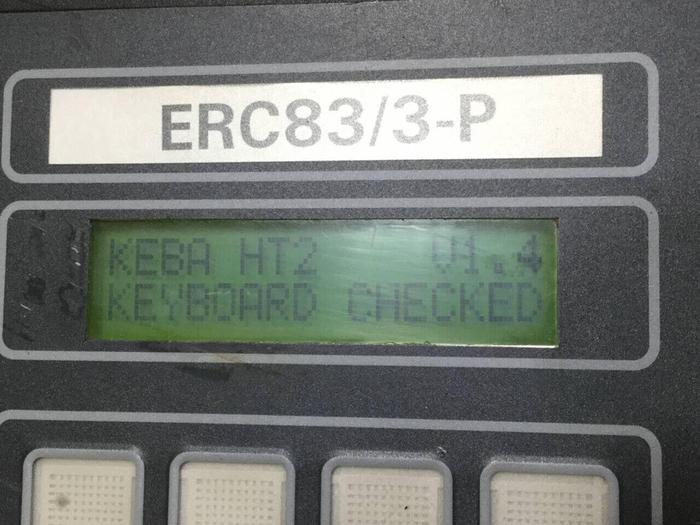 ERC83/3-P
KEBA HT2 V1.4
KEYBOARD CHECKED